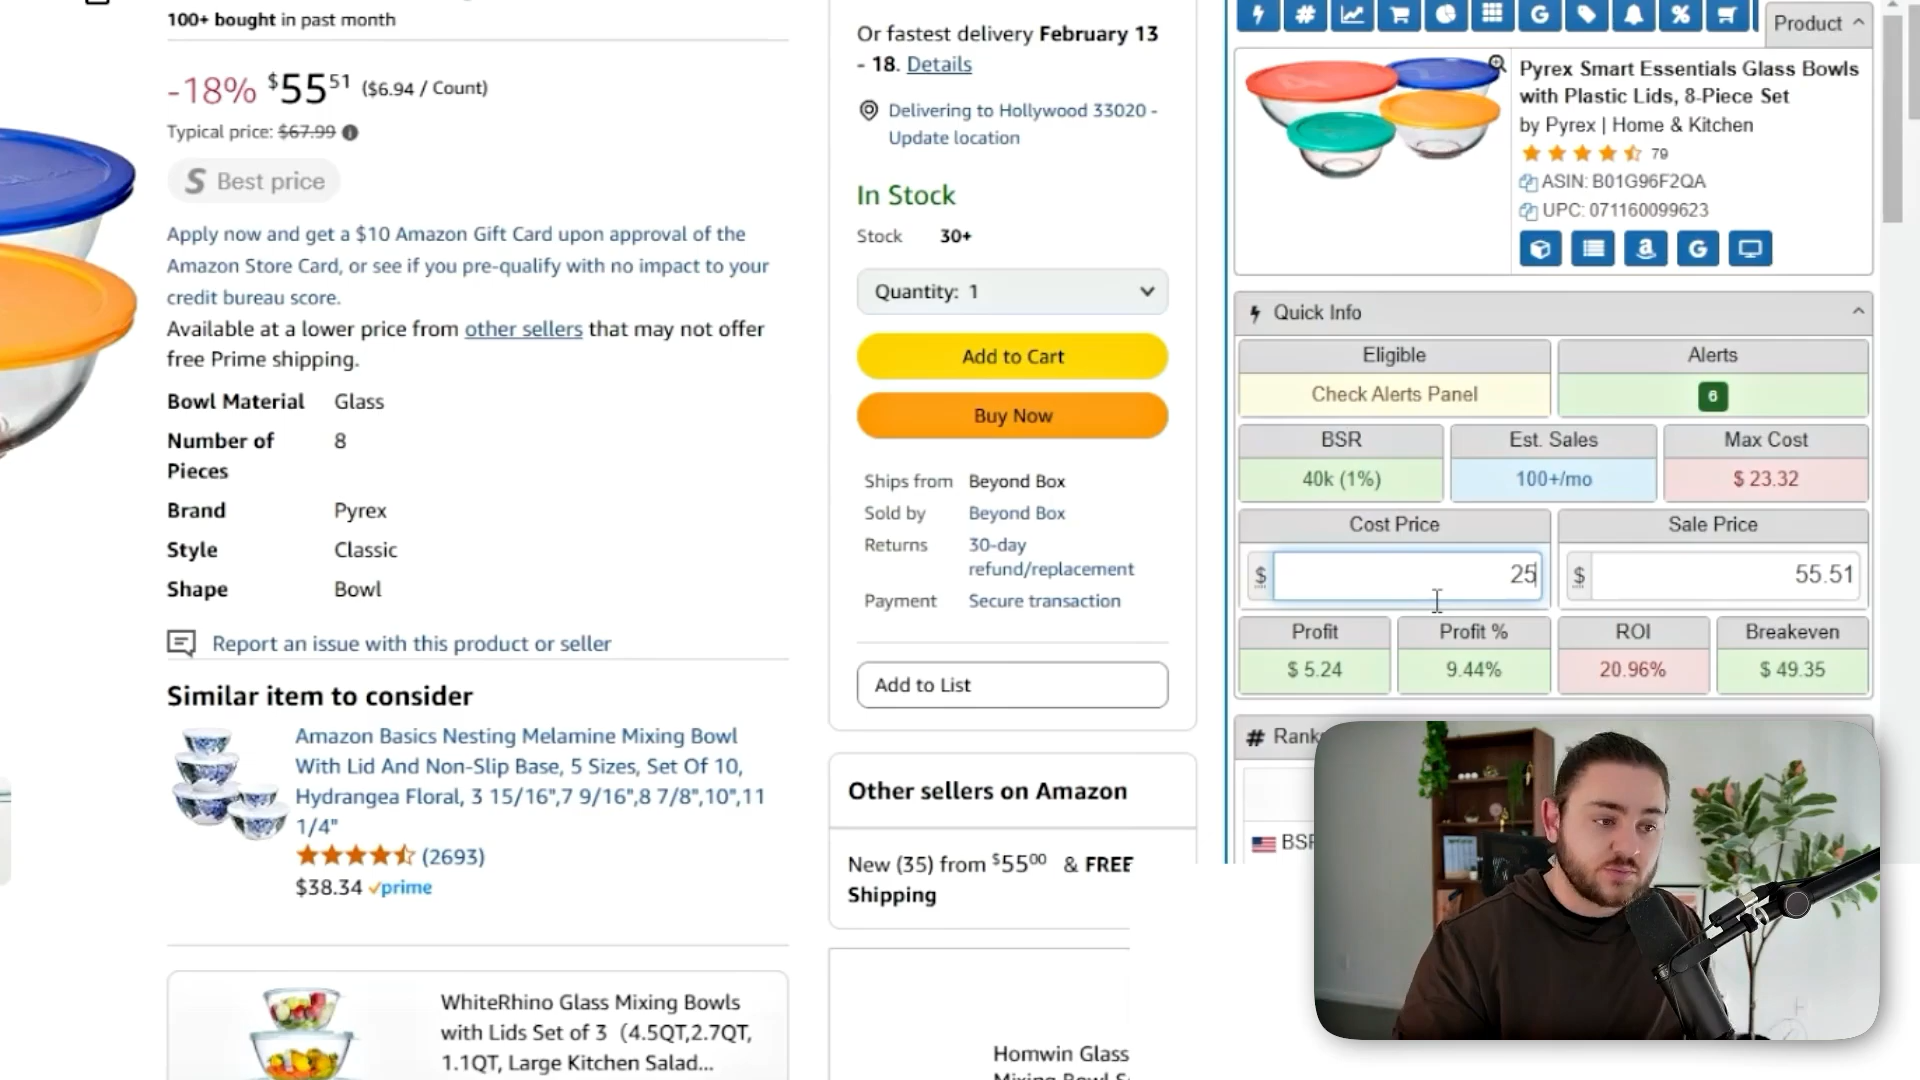 100+ bought in past month
-18% $55 51 ($6.94 / Count)
Typical price: $67.99
S Best price
Apply now and get a $10 Amazon Gift Card upon approval of the
Amazon Store Card, or see if you pre-qualify with no impact to your
credit bureau score.
Available at a lower price from other sellers that may not offer
free Prime shipping.
Bowl Material Glass
Number of 8
Pieces
Brand Pyrex
Style Classic
Shape Bowl
Report an issue with this product or seller
Similar item to consider
Amazon Basics Nesting Melamine Mixing Bowl
With Lid And Non-Slip Base, 5 Sizes, Set Of 10,
Hydrangea Floral, 3 15/16",7 9/16",8 7/8",10",11
1/4"
(2693)
$38.34 prime
WhiteRhino Glass Mixing Bowls
with Lids Set of 3 (4.5QT,2.7QT,
1.1QT, Large Kitchen Salad...
Or fastest delivery February 13
- 18. Details
Delivering to Hollywood 33020 -
Update location
In Stock
Stock 30+
Quantity: 1
Add to Cart
Buy Now
Ships from Beyond Box
Sold by Beyond Box
Returns 30-day
refund/replacement
Payment Secure transaction
Add to List
Other sellers on Amazon
New (35) from $55 00 & FREE
Shipping
Homwin Glass
Product
Pyrex Smart Essentials Glass Bowls
with Plastic Lids, 8-Piece Set
by Pyrex | Home & Kitchen
79
ASIN: B01G96F2QA
UPC: 071160099623
Quick Info
Eligible Alerts
Check Alerts Panel 6
BSR Est. Sales Max Cost
40k (1%) 100+/mo $ 23.32
Cost Price Sale Price
$ 25 $ 55.51
Profit Profit % ROI Breakeven
$ 5.24 9.44% 20.96% $ 49.35
# Rank
BSR